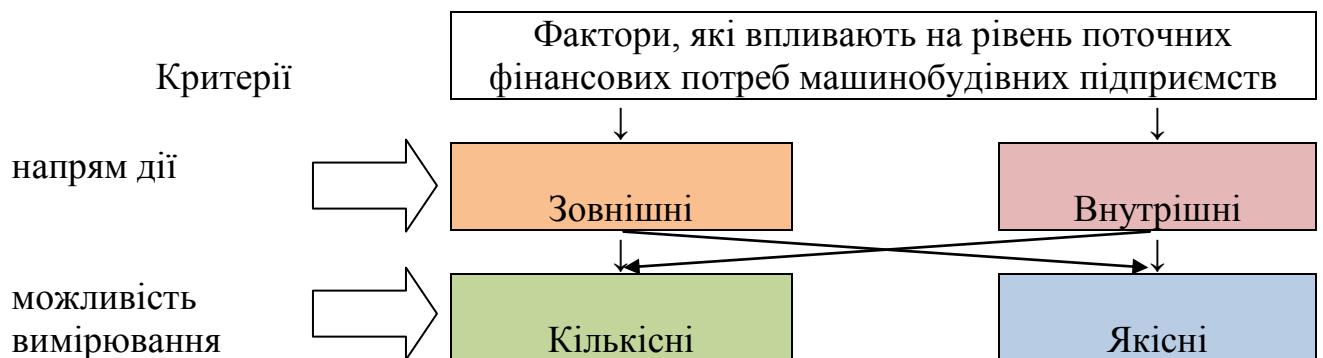 Фактори, які впливають на рівень поточних
фінансових потреб машинобудівних підприємств
Критерії
напрям дії
Зовнішні
Внутрішні
можливість
вимірювання
Кількісні
Якісні